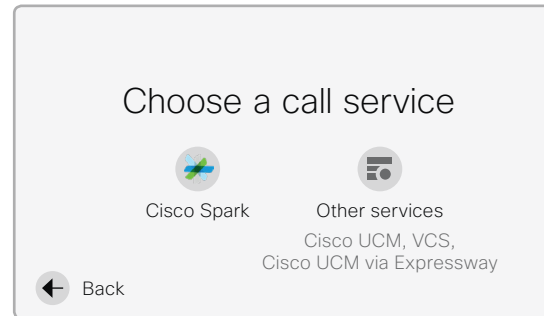 Choose a call service
Cisco Spark
Other services
Cisco UCM, VCS,
Cisco UCM via Expressway
Back